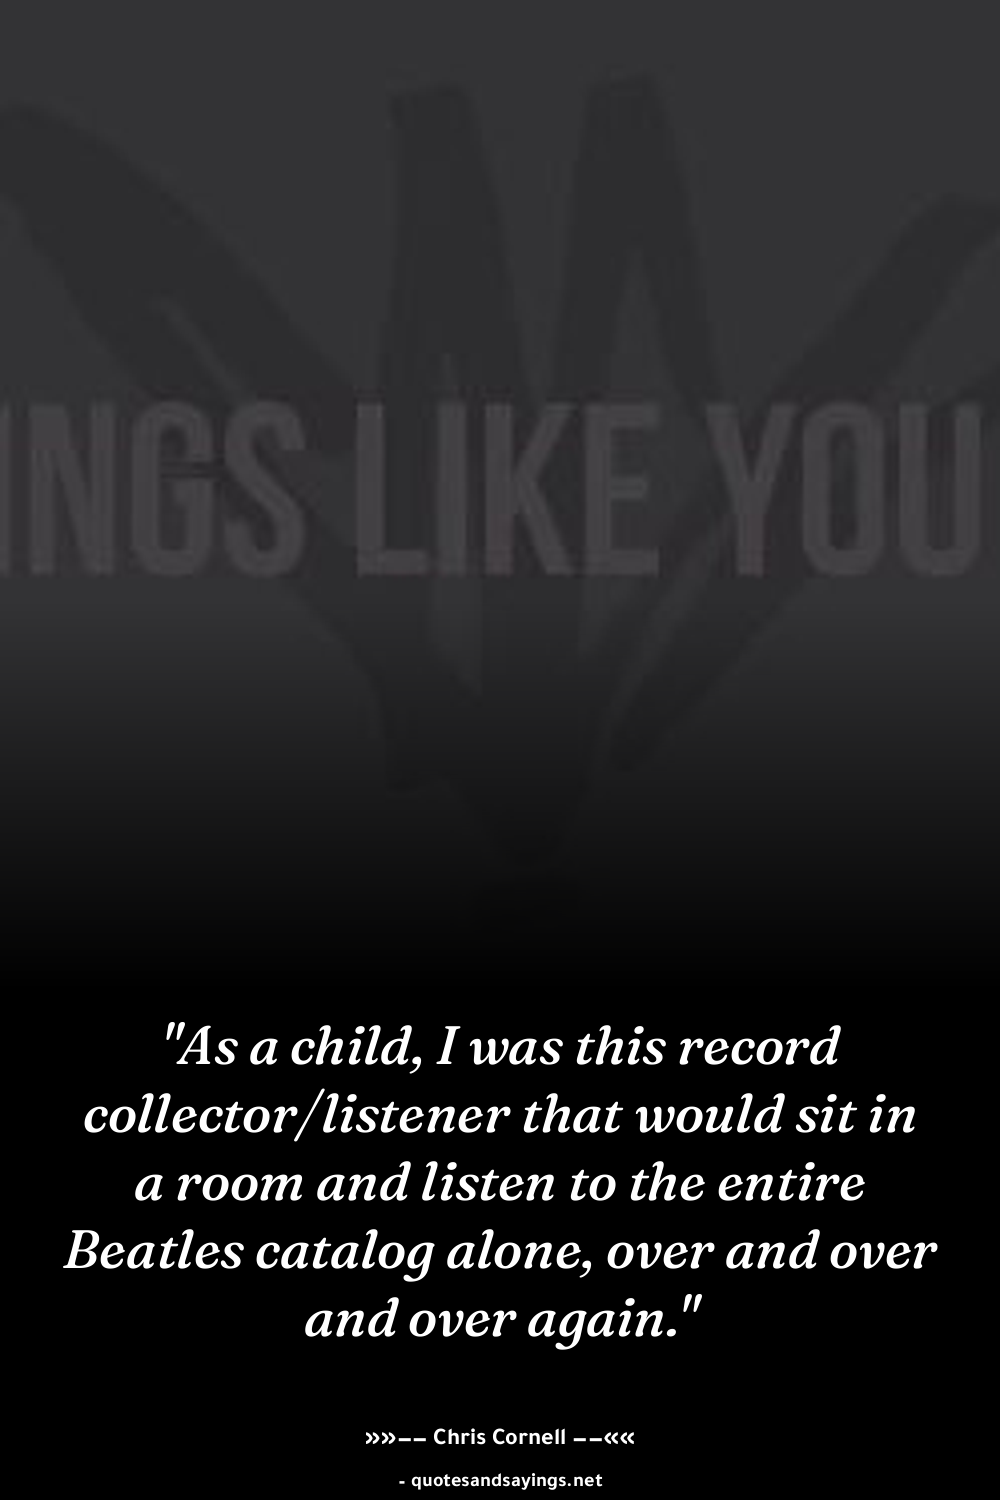 INGS LIKE YOU
"As a child, I was this record
collector/listener that would sit in
a room and listen to the entire
Beatles catalog alone, over and over
and over again."
»»–– Chris Cornell ––««
- quotesandsayings.net